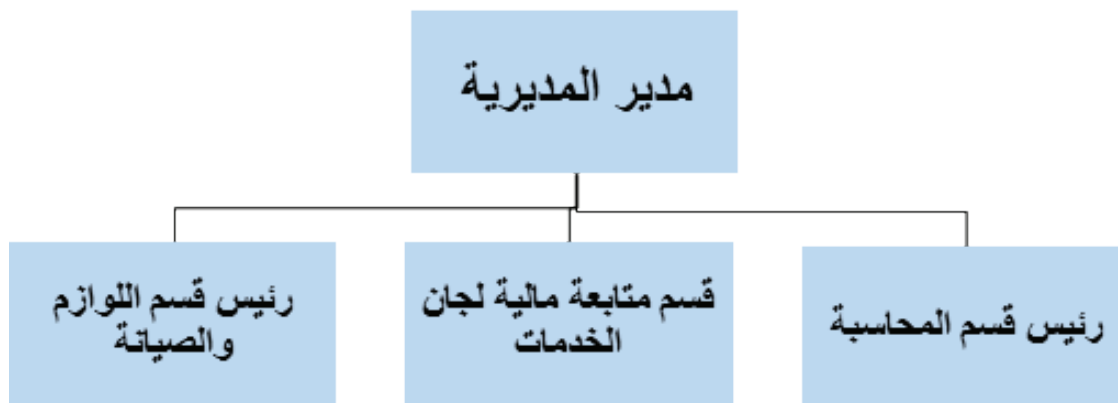 مدير المديرية
رئيس قسم المحاسبة
قسم متابعة مالية لجان
الخدمات
رئيس قسم اللوازم
والصيانة